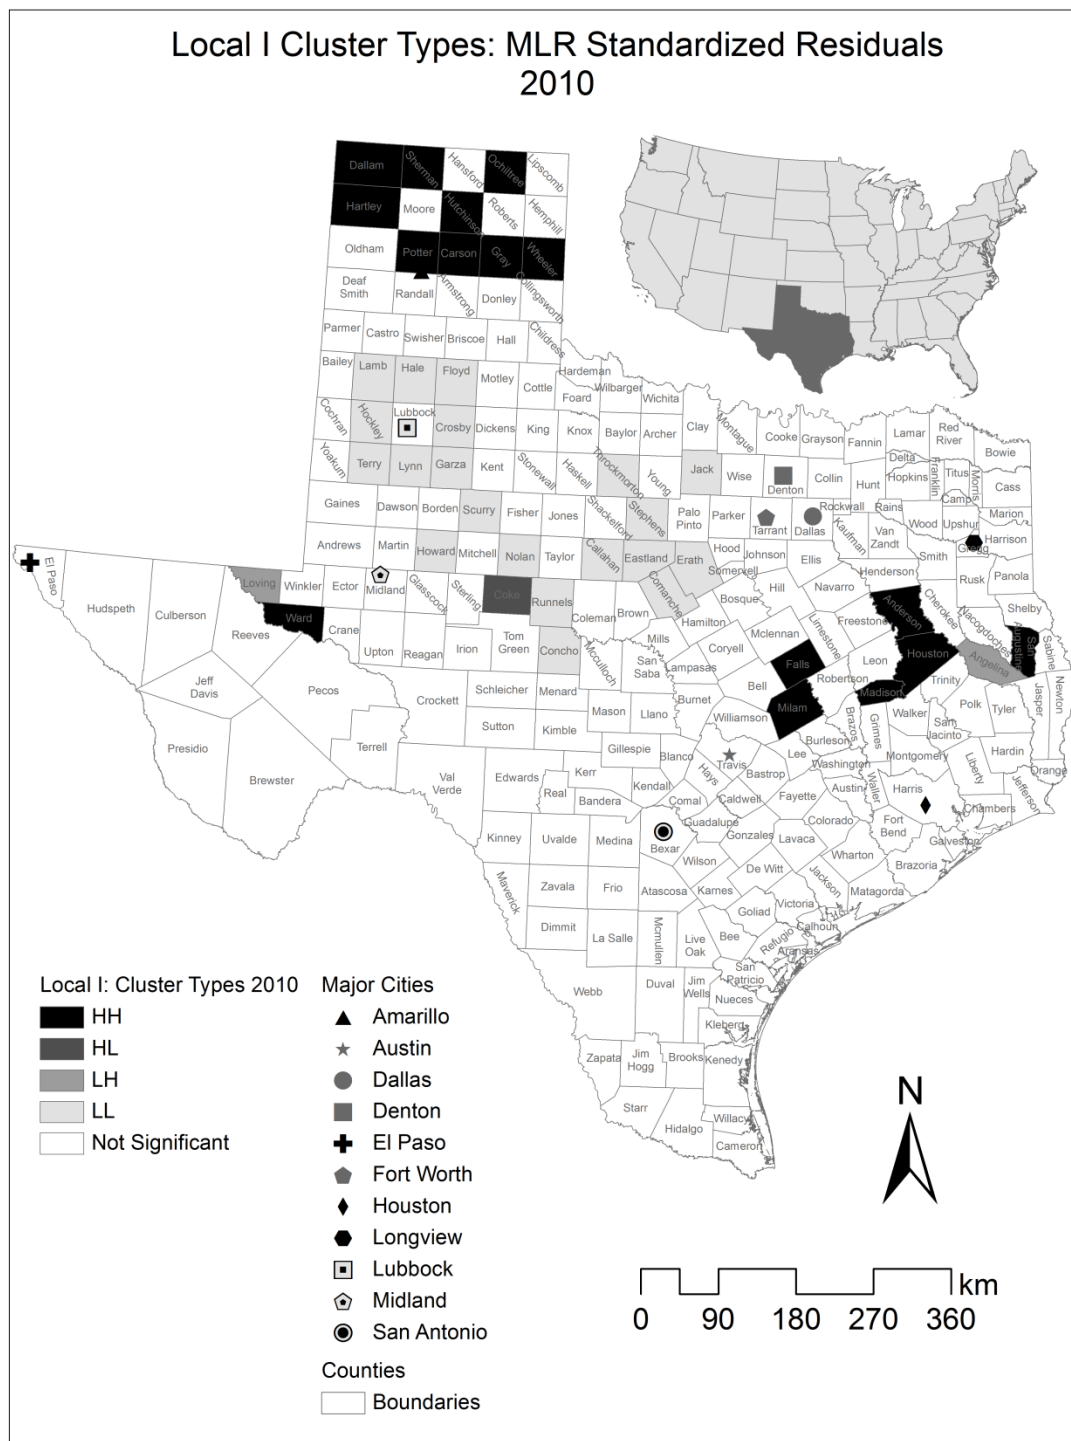 Local I Cluster Types: MLR Standardized Residuals
2010
Dallam
Sherman
Hansford
Ochiltree
Lipscomb
Hartley
Moore
Hutchinson
Roberts
Hemphill
Oldham
Potter
Carson
Gray
Wheeler
Deaf
Smith
Randall
Armstrong
Donley
Collingsworth
Parmer
Castro
Swisher
Briscoe
Hall
Childress
Bailey
Lamb
Hale
Floyd
Motley
Cottle
Hardeman
Foard
Wilbarger
Wichita
Cochran
Hockley
Lubbock
Crosby
Dickens
King
Knox
Baylor
Archer
Clay
Montague
Cooke
Grayson
Fannin
Lamar
Red
River
Bowie
Yoakum
Terry
Lynn
Garza
Kent
Stonewall
Haskell
Throckmorton
Young
Jack
Wise
Denton
Collin
Hunt
Delta
Hopkins
Franklin
Titus
Morris
Camp
Cass
Gaines
Dawson
Borden
Scurry
Fisher
Jones
Shackelford
Stephens
Palo
Pinto
Parker
Tarrant
Dallas
Rockwall
Kaufman
Rains
Van
Zandt
Wood
Upshur
Marion
Gregg
Harrison
Andrews
Martin
Howard
Mitchell
Nolan
Taylor
Callahan
Eastland
Erath
Hood
Somervell
Johnson
Ellis
Henderson
Smith
Rusk
Panola
El Paso
Hudspeth
Culberson
Loving
Winkler
Ector
Midland
Glasscock
Sterling
Coke
Runnels
Coleman
Brown
Comanche
Hamilton
Bosque
Hill
Navarro
Freestone
Anderson
Cherokee
Nacogdoches
Shelby
Reeves
Ward
Crane
Upton
Reagan
Irion
Tom
Green
Concho
Mcculloch
San
Saba
Mills
Lampasas
Coryell
Mclennan
Limestone
Falls
Leon
Houston
Angelina
San
Augustine
Sabine
Jeff
Davis
Pecos
Crockett
Schleicher
Menard
Mason
Llano
Burnet
Bell
Milam
Robertson
Madison
Trinity
Polk
Tyler
Jasper
Newton
Presidio
Brewster
Terrell
Val
Verde
Sutton
Kimble
Gillespie
Blanco
Williamson
Travis
Hays
Bastrop
Lee
Burleson
Brazos
Grimes
Walker
San
Jacinto
Washington
Montgomery
Liberty
Hardin
Orange
Jefferson
Edwards
Real
Kerr
Bandera
Kendall
Comal
Caldwell
Fayette
Austin
Waller
Harris
Chambers
Kinney
Uvalde
Medina
Bexar
Guadalupe
Gonzales
Lavaca
Colorado
Fort
Bend
Galveston
Brazoria
Wharton
Maverick
Zavala
Frio
Atascosa
Wilson
Karnes
De Witt
Jackson
Matagorda
Dimmit
La Salle
Mcmullen
Live
Oak
Bee
Goliad
Victoria
Calhoun
Refugio
Aransas
San
Patricio
Webb
Duval
Jim
Wells
Nueces
Kleberg
Zapata
Jim
Hogg
Brooks
Kenedy
Starr
Hidalgo
Willacy
Cameron
Local I: Cluster Types 2010
HH
HL
LH
LL
Not Significant
Major Cities
Amarillo
Austin
Dallas
Denton
El Paso
Fort Worth
Houston
Longview
Lubbock
Midland
San Antonio
Counties
Boundaries
N
km
0 90 180 270 360